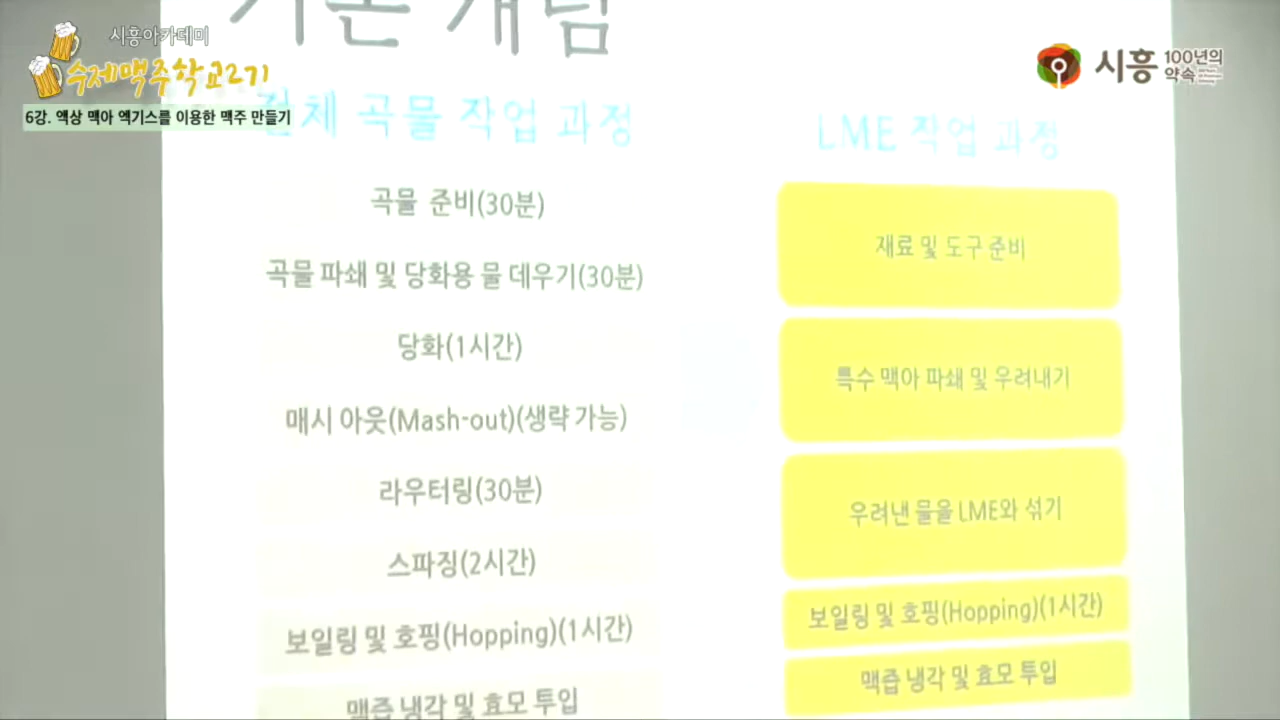 기본 개념
시흥아카데미
수제맥주학교2기
6강. 액상 맥아 엑기스를 이용한 맥주 만들기
시흥 100년의 약속
전체 곡물 작업 과정
곡물 준비(30분)
곡물 파쇄 및 당화용 물 데우기(30분)
당화(1시간)
매시 아웃(Mash-out)(생략 가능)
라우터링(30분)
스파징(2시간)
보일링 및 호핑(Hopping)(1시간)
맥즙 냉각 및 효모 투입
LME 작업 과정
재료 및 도구 준비
특수 맥아 파쇄 및 우려내기
우려낸 물을 LME와 섞기
보일링 및 호핑(Hopping)(1시간)
맥즙 냉각 및 효모 투입